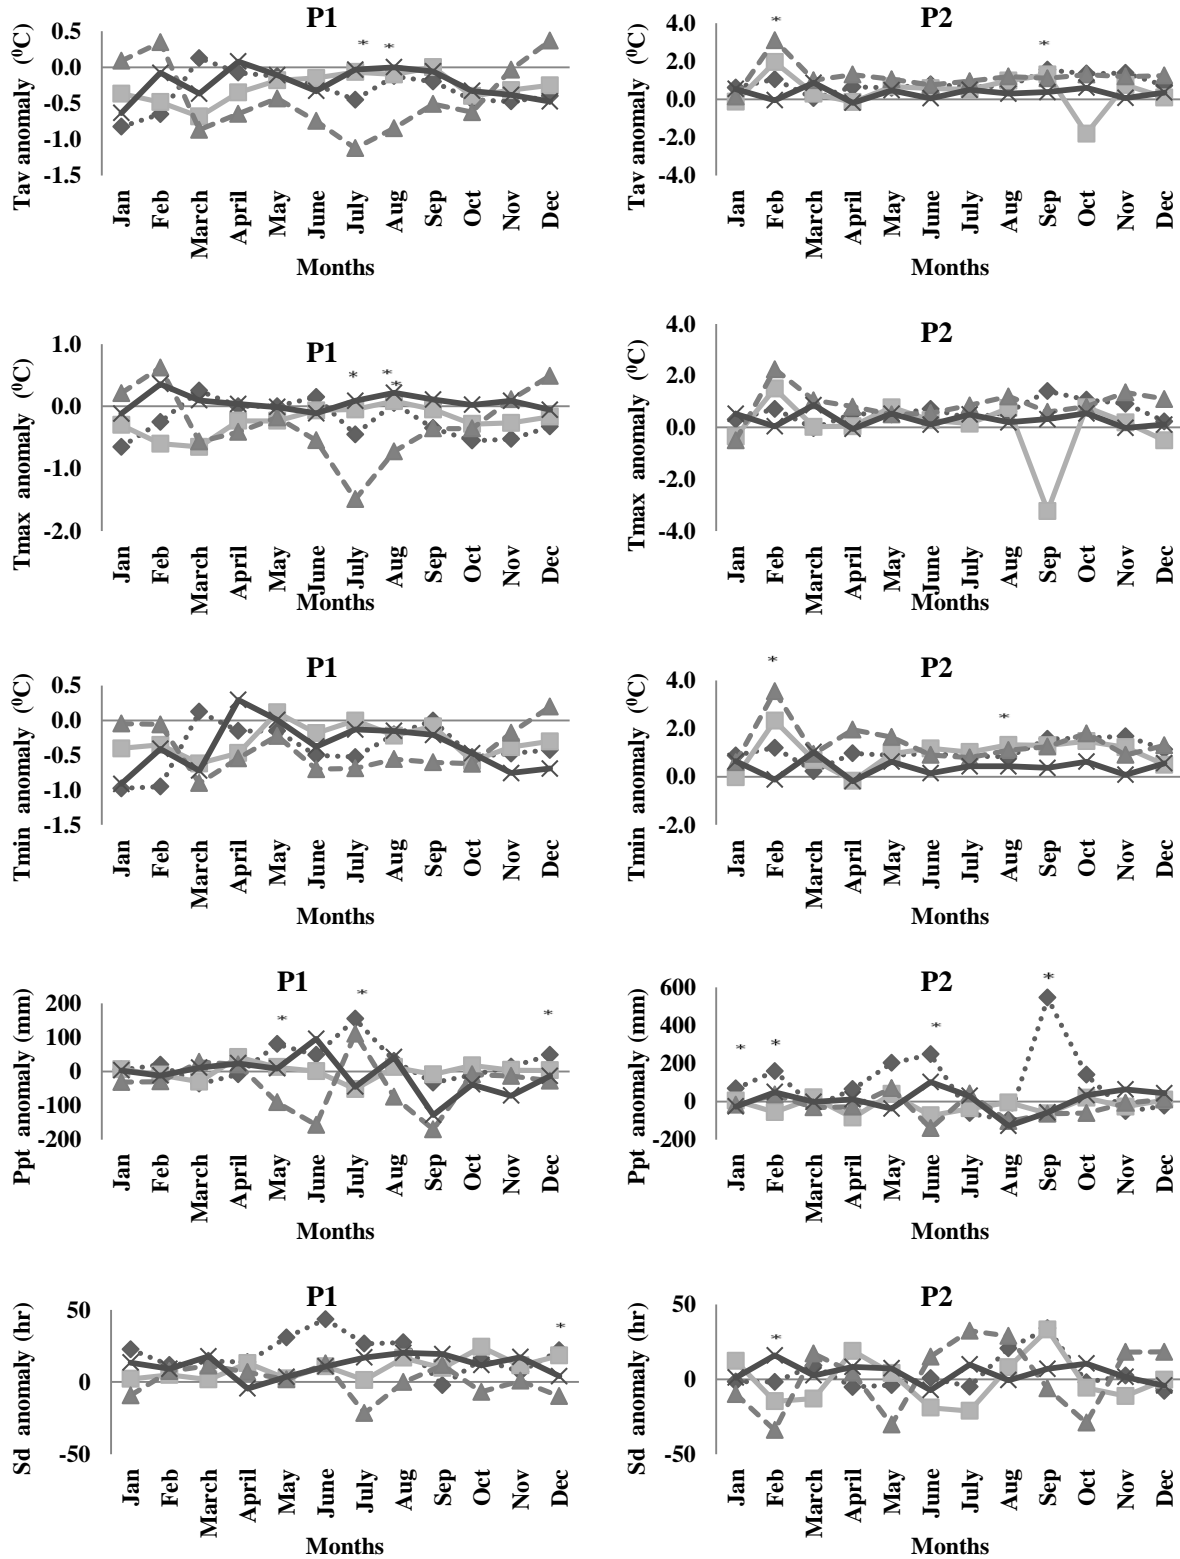 P1
Tav anomaly (⁰C)
0.5
0.0
-0.5
-1.0
-1.5
Jan Feb March April May June July Aug Sep Oct Nov Dec
Months
P2
Tav anomaly (⁰C)
4.0
2.0
0.0
-2.0
-4.0
Jan Feb March April May June July Aug Sep Oct Nov Dec
Months
P1
Tmax anomaly (⁰C)
1.0
0.0
-1.0
-2.0
Jan Feb March April May June July Aug Sep Oct Nov Dec
Months
P2
Tmax anomaly (⁰C)
4.0
2.0
0.0
-2.0
-4.0
Jan Feb March April May June July Aug Sep Oct Nov Dec
Months
P1
Tmin anomaly (⁰C)
0.5
0.0
-0.5
-1.0
-1.5
Jan Feb March April May June July Aug Sep Oct Nov Dec
Months
P2
Tmin anomaly (⁰C)
4.0
2.0
0.0
-2.0
Jan Feb March April May June July Aug Sep Oct Nov Dec
Months
P1
Ppt anomaly (mm)
200
100
0
-100
-200
Jan Feb March April May June July Aug Sep Oct Nov Dec
Months
P2
Ppt anomaly (mm)
600
400
200
0
-200
Jan Feb March April May June July Aug Sep Oct Nov Dec
Months
P1
Sd anomaly (hr)
50
0
-50
Jan Feb March April May June July Aug Sep Oct Nov Dec
Months
P2
Sd anomaly (hr)
50
0
-50
Jan Feb March April May June July Aug Sep Oct Nov Dec
Months